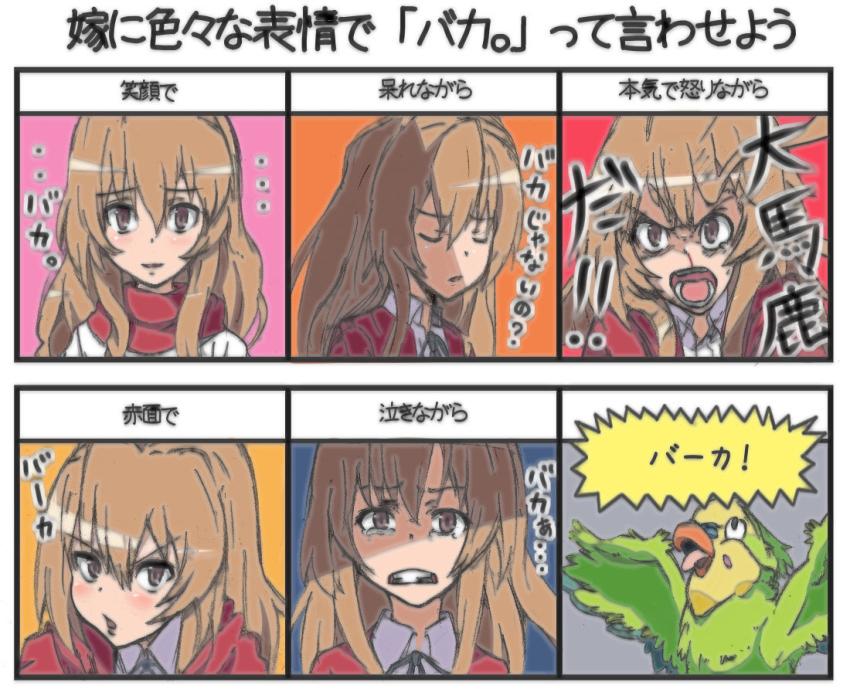 嫁に色々な表情で「バカ。」って言わせよう
笑顔で
呆れながら
本気で怒りながら
・・・
・・・バカ。
バカじゃないの？
大馬鹿
だ!!
赤面で
泣きながら
バーカ
バカぁ・・・
バーカ！